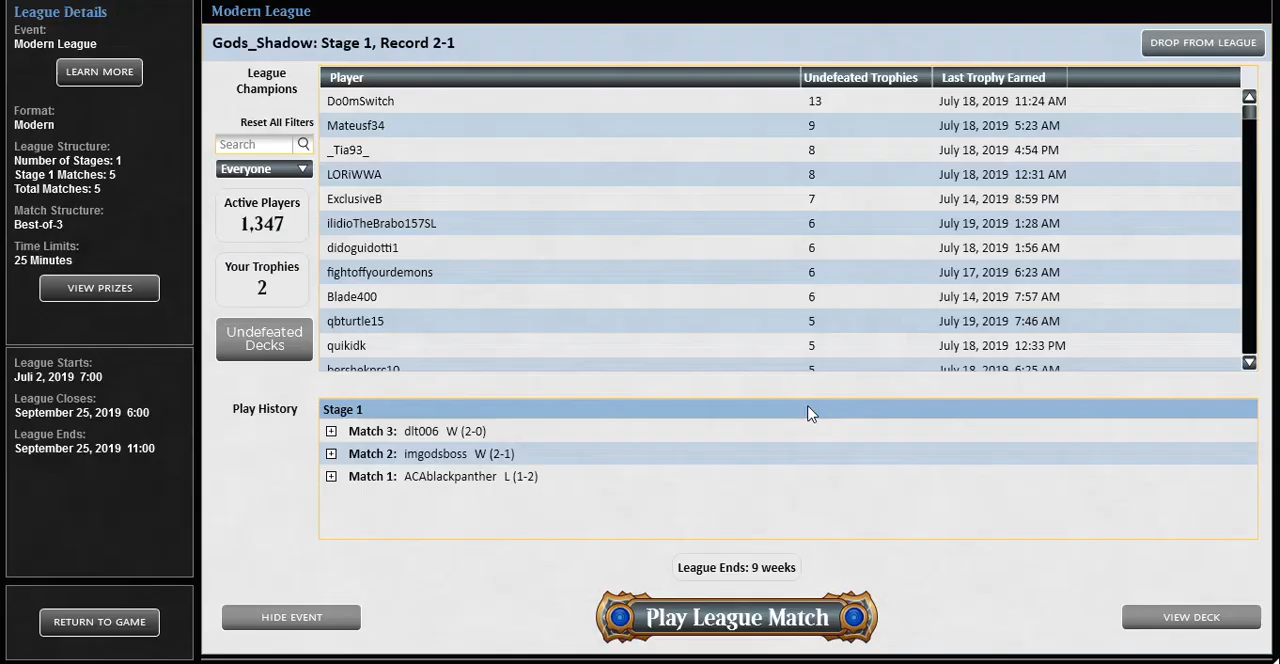 League Details
Event:
Modern League
LEARN MORE
Format:
Modern
League Structure:
Number of Stages: 1
Stage 1 Matches: 5
Total Matches: 5
Match Structure:
Best-of-3
Time Limits:
25 Minutes
VIEW PRIZES
League Starts:
Juli 2, 2019 7:00
League Closes:
September 25, 2019 6:00
League Ends:
September 25, 2019 11:00
RETURN TO GAME
Modern League
Gods_Shadow: Stage 1, Record 2-1
DROP FROM LEAGUE
League
Champions
Reset All Filters
Search
Everyone
Active Players
1,347
Your Trophies
2
Undefeated
Decks
Player Undefeated Trophies Last Trophy Earned
Do0mSwitch 13 July 18, 2019 11:24 AM
Mateusf34 9 July 18, 2019 5:23 AM
_Tia93_ 8 July 18, 2019 4:54 PM
LORiWWA 8 July 18, 2019 12:31 AM
ExclusiveB 7 July 14, 2019 8:59 PM
ilidioTheBrabo157SL 6 July 19, 2019 1:28 AM
didoguidotti1 6 July 18, 2019 1:56 AM
fightoffyourdemons 6 July 17, 2019 6:23 AM
Blade400 6 July 14, 2019 7:57 AM
qbturtle15 5 July 19, 2019 7:46 AM
quikidk 5 July 18, 2019 12:33 PM
5 July 18, 2019 6:25 AM
Play History
Stage 1
Match 3: dlt006 W (2-0)
Match 2: imgodsboss W (2-1)
Match 1: ACAblackpanther L (1-2)
League Ends: 9 weeks
HIDE EVENT
Play League Match
VIEW DECK